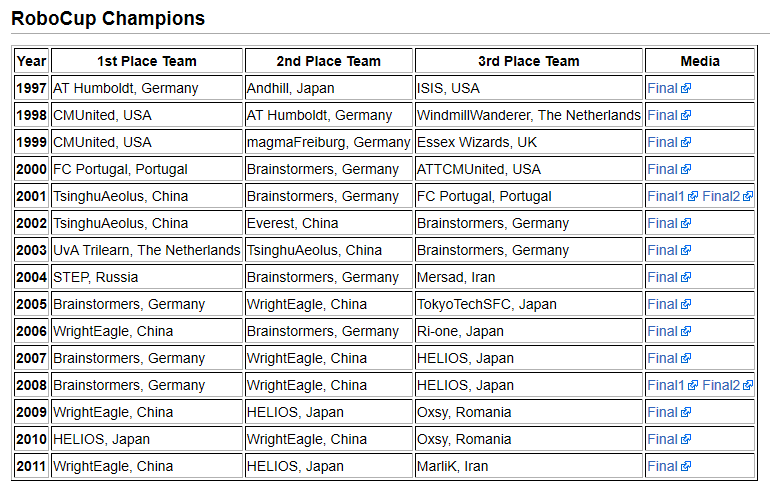 RoboCup Champions
Year 1st Place Team 2nd Place Team 3rd Place Team Media
1997 AT Humboldt, Germany Andhill, Japan ISIS, USA Final
1998 CMUnited, USA AT Humboldt, Germany WindmillWanderer, The Netherlands Final
1999 CMUnited, USA magmaFreiburg, Germany Essex Wizards, UK Final
2000 FC Portugal, Portugal Brainstormers, Germany ATTCMUnited, USA Final
2001 TsinghuAeolus, China Brainstormers, Germany FC Portugal, Portugal Final1 Final2
2002 TsinghuAeolus, China Everest, China Brainstormers, Germany Final
2003 UvA Trilearn, The Netherlands TsinghuAeolus, China Brainstormers, Germany Final
2004 STEP, Russia Brainstormers, Germany Mersad, Iran Final
2005 Brainstormers, Germany WrightEagle, China TokyoTechSFC, Japan Final
2006 WrightEagle, China Brainstormers, Germany Ri-one, Japan Final
2007 Brainstormers, Germany WrightEagle, China HELIOS, Japan Final
2008 Brainstormers, Germany WrightEagle, China HELIOS, Japan Final1 Final2
2009 WrightEagle, China HELIOS, Japan Oxsy, Romania Final
2010 HELIOS, Japan WrightEagle, China Oxsy, Romania Final
2011 WrightEagle, China HELIOS, Japan MarliK, Iran Final